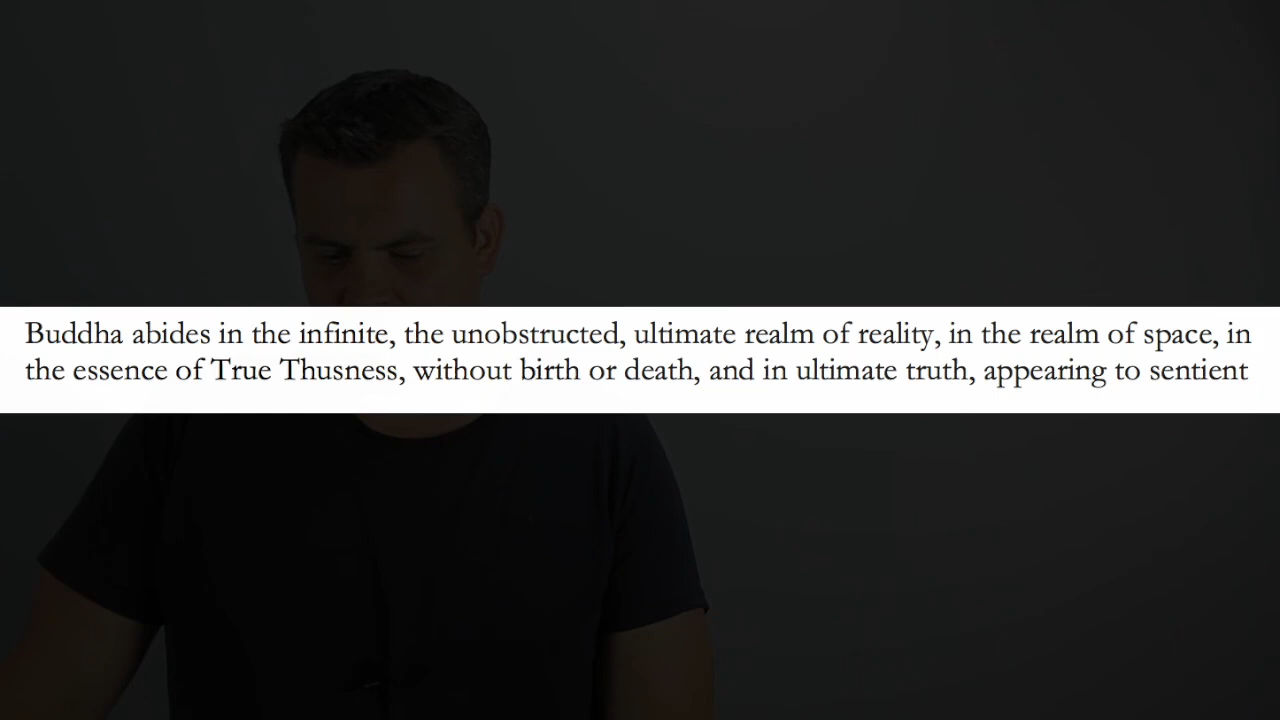 Buddha abides in the infinite, the unobstructed, ultimate realm of reality, in the realm of space, in
the essence of True Thusness, without birth or death, and in ultimate truth, appearing to sentient